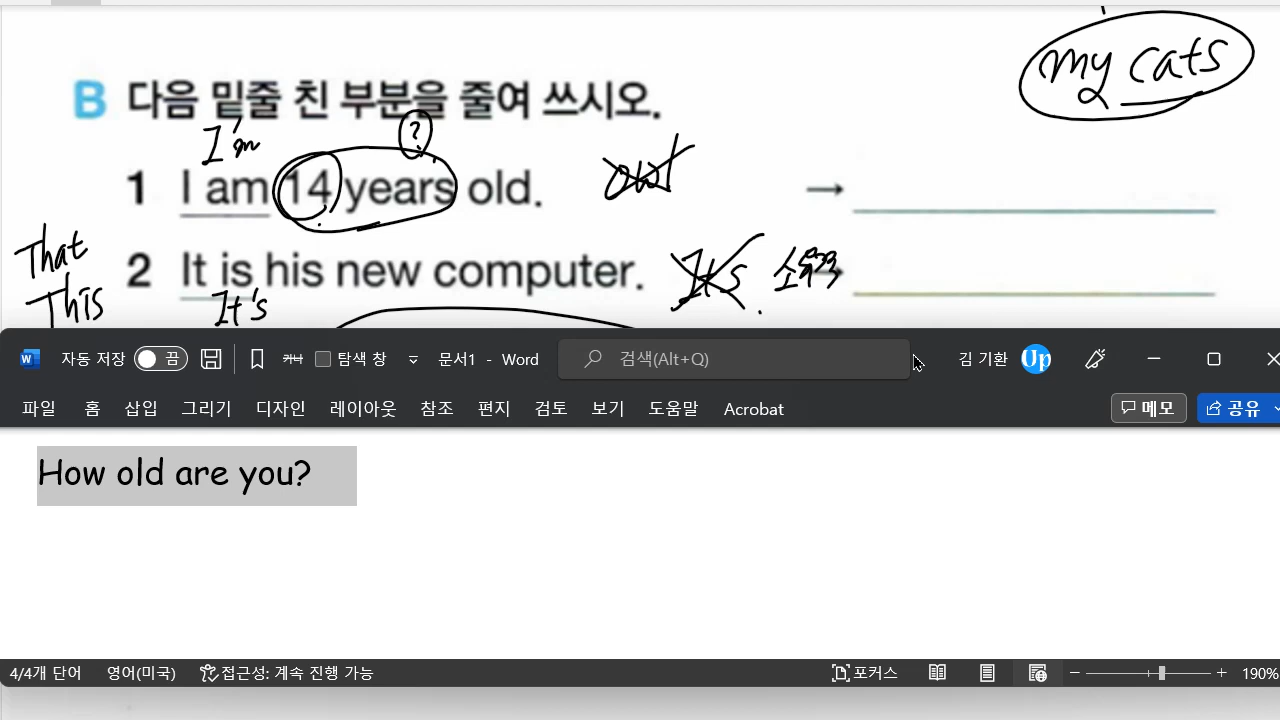 my cats
B 다음 밑줄 친 부분을 줄여 쓰시오.
I'm
?
1 I am 14 years old. →
That
2 It is his new computer. Its →
This
It's
자동 저장 끔 탐색 창 문서1 - Word 검색(Alt+Q) 김 기환 Up
파일 홈 삽입 그리기 디자인 레이아웃 참조 편지 검토 보기 도움말 Acrobat 메모 공유
How old are you?
4/4개 단어 영어(미국) 접근성: 계속 진행 가능 포커스 190%